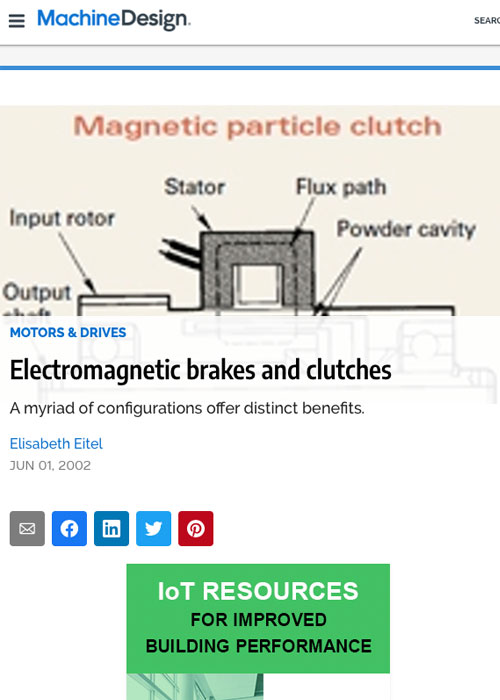 MachineDesign.
SEARC
Magnetic particle clutch
Stator
Flux path
Input rotor
Powder cavity
Output
shaft
MOTORS & DRIVES
Electromagnetic brakes and clutches
A myriad of configurations offer distinct benefits.
Elisabeth Eitel
JUN 01, 2002
IoT RESOURCES
FOR IMPROVED
BUILDING PERFORMANCE